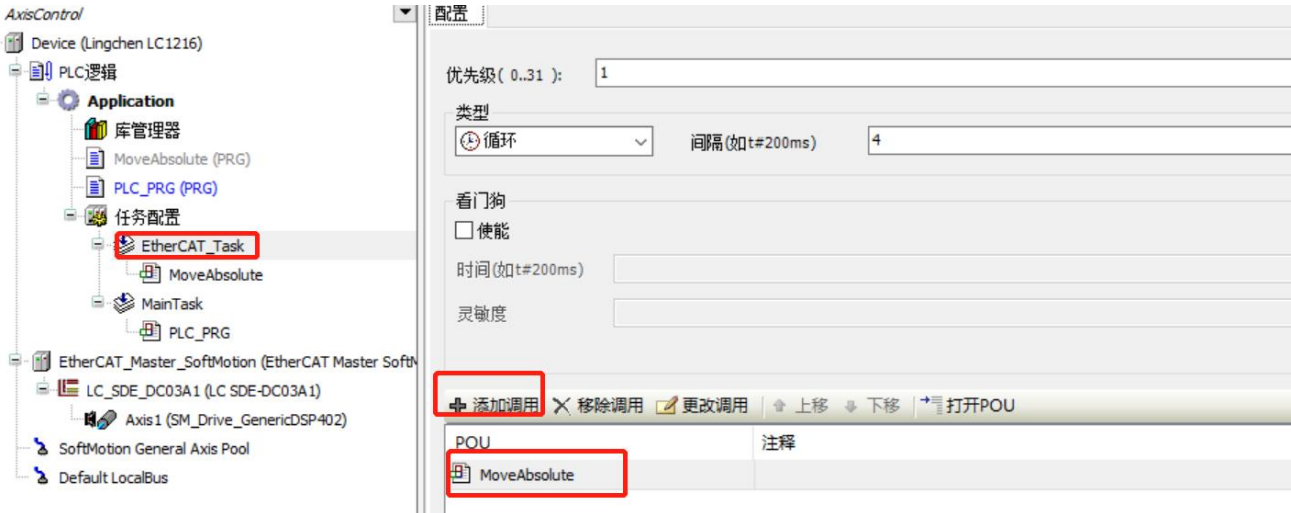 AxisControl
Device (Lingchen LC1216)
PLC逻辑
Application
库管理器
MoveAbsolute (PRG)
PLC_PRG (PRG)
任务配置
EtherCAT_Task
MoveAbsolute
MainTask
PLC_PRG
EtherCAT_Master_SoftMotion (EtherCAT Master SoftM
LC_SDE_DC03A1 (LC SDE-DC03A1)
Axis1 (SM_Drive_GenericDSP402)
SoftMotion General Axis Pool
Default LocalBus
配置
优先级( 0..31 ): 1
类型
循环 间隔(如t#200ms) 4
看门狗
使能
时间(如t#200ms)
灵敏度
添加调用 移除调用 更改调用 上移 下移 打开POU
POU 注释
MoveAbsolute